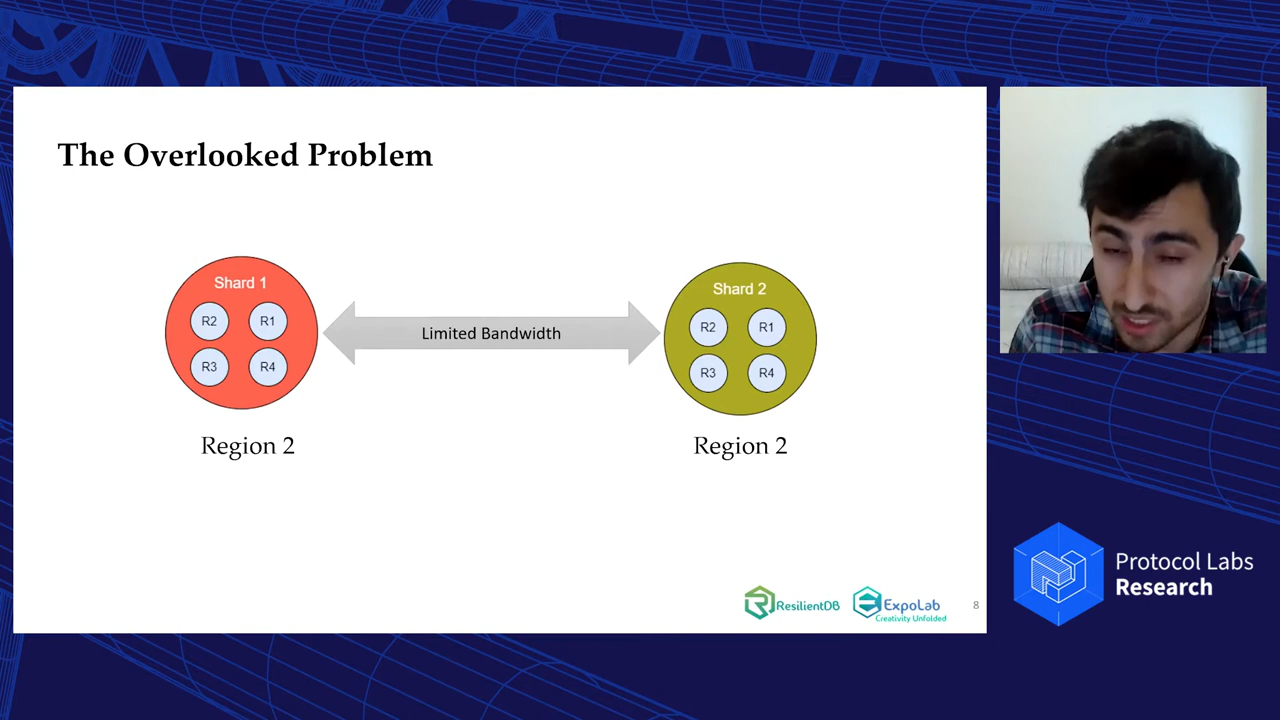 The Overlooked Problem
Shard 1
R2 R1
R3 R4
Limited Bandwidth
Shard 2
R2 R1
R3 R4
Region 2
Region 2
ResilientDB
ExpoLab
Creativity Unfolded
8
Protocol Labs
Research